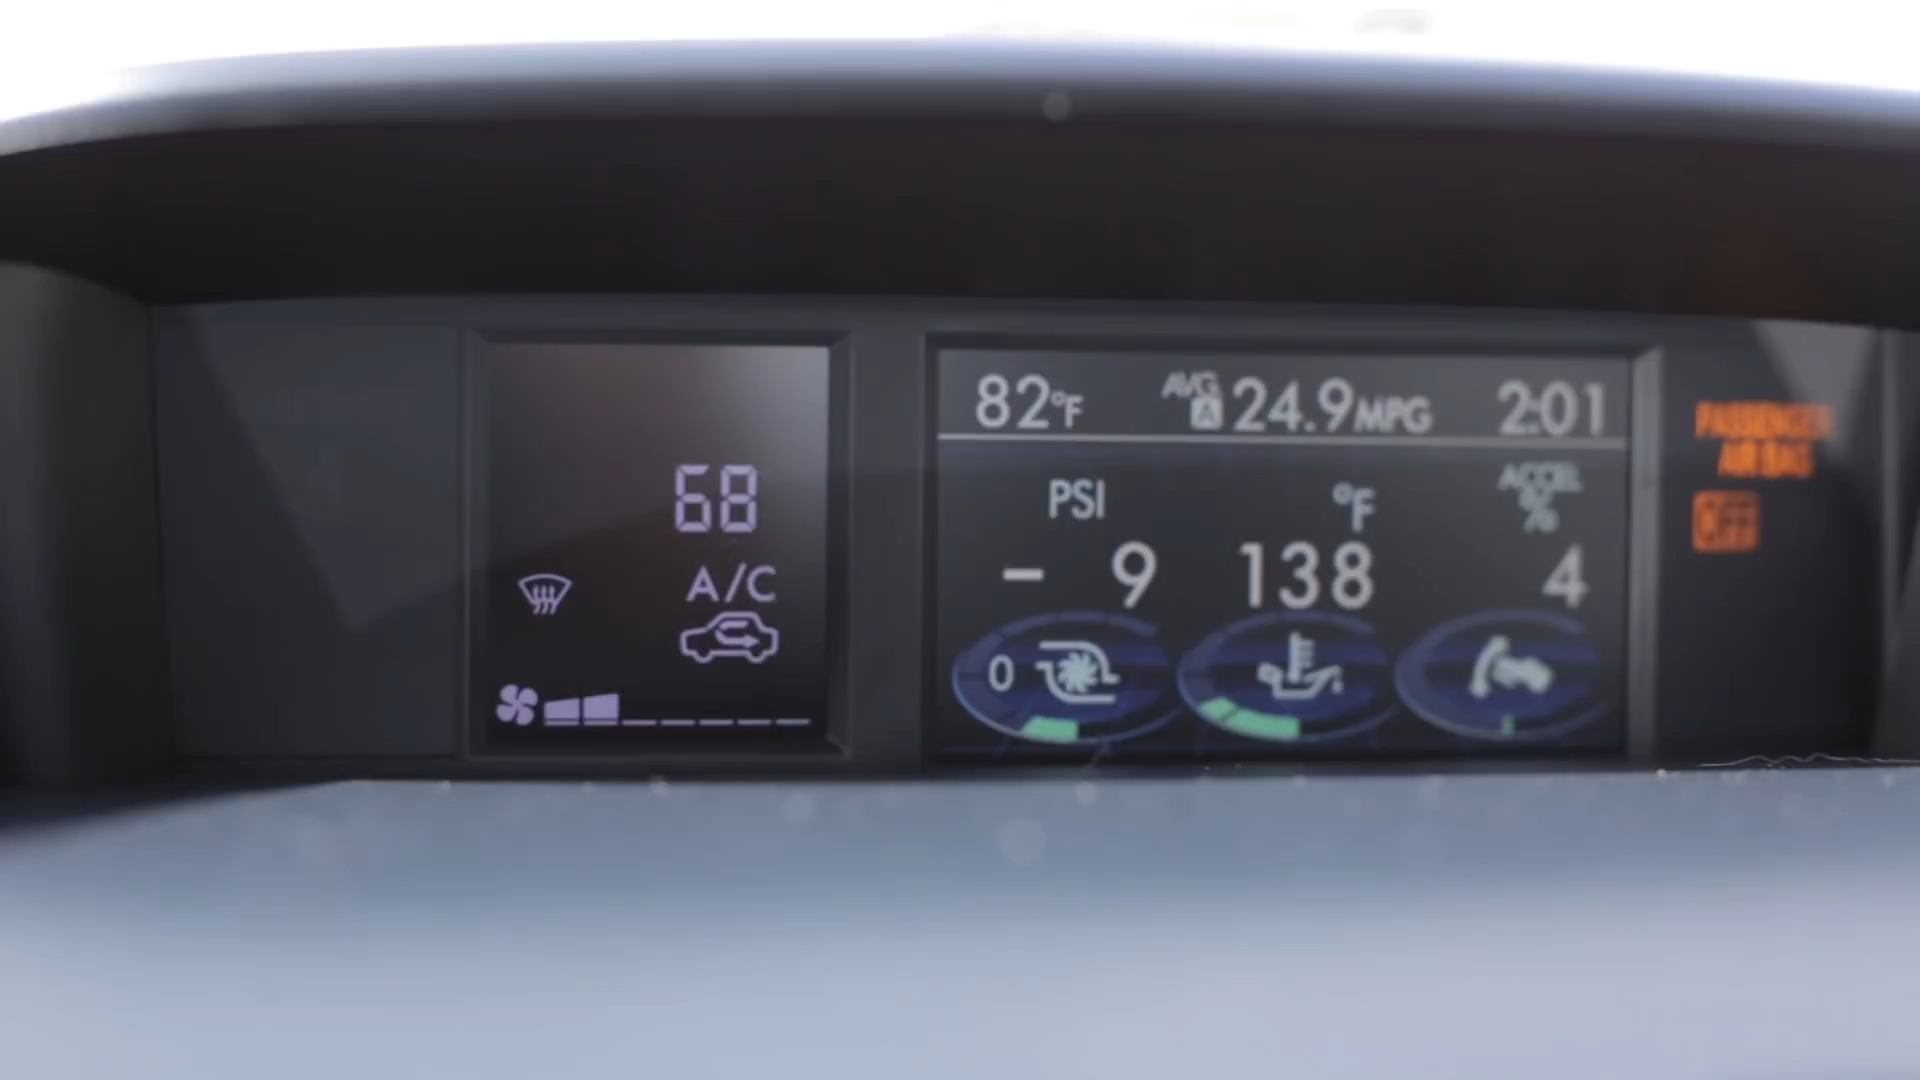 68
A/C
82°F AVG A 24.9MPG 2:01
PSI °F ACCEL %
- 9 138 4
0
PASSENGER
AIR BAG
OFF